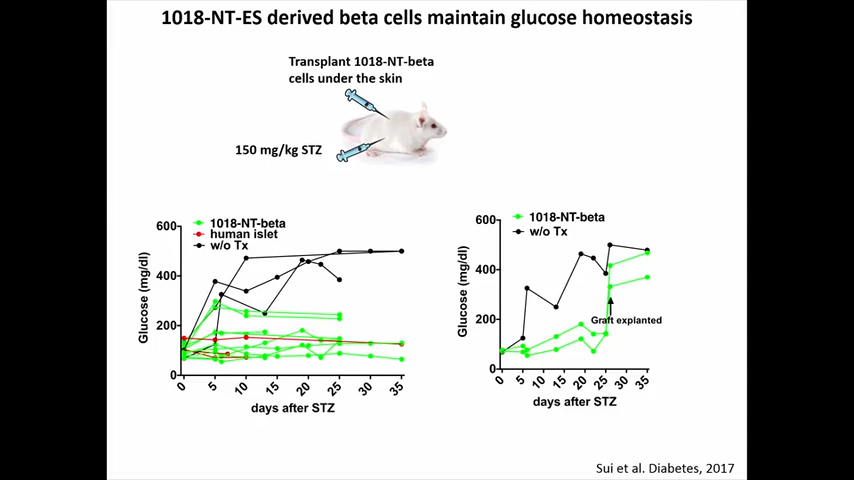 1018-NT-ES derived beta cells maintain glucose homeostasis
Transplant 1018-NT-beta
cells under the skin
150 mg/kg STZ
1018-NT-beta
human islet
w/o Tx
Glucose (mg/dl)
600
400
200
0
0 5 10 15 20 25 30 35
days after STZ
1018-NT-beta
w/o Tx
Glucose (mg/dl)
600
400
200
0
Graft explanted
0 5 10 15 20 25 30 35
days after STZ
Sui et al. Diabetes, 2017